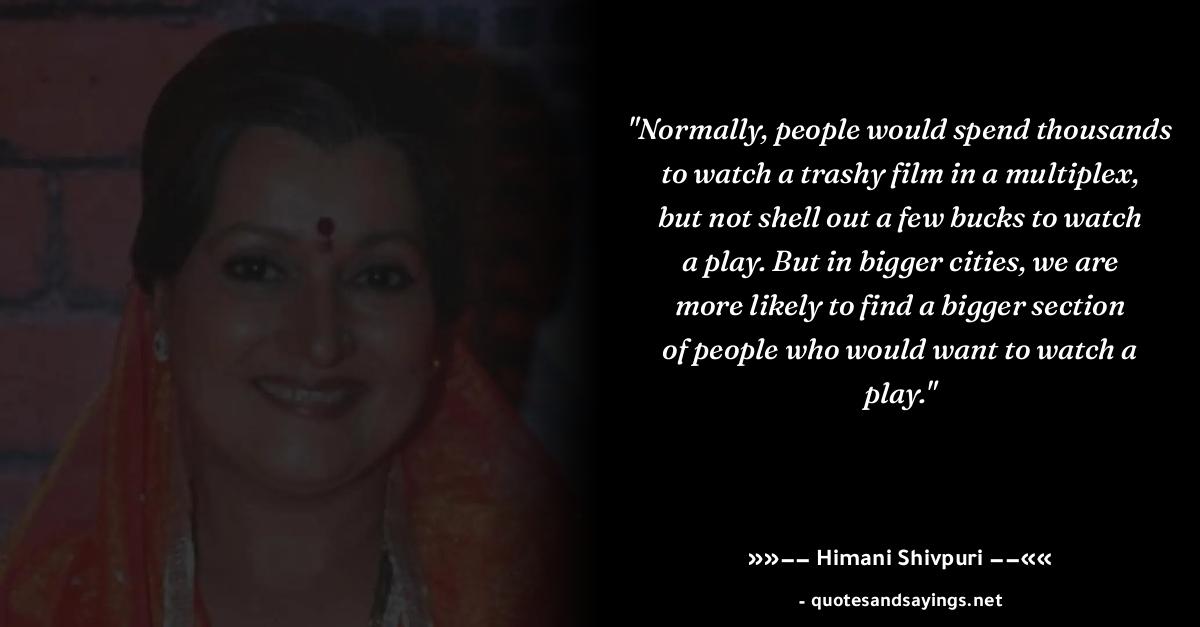 "Normally, people would spend thousands
to watch a trashy film in a multiplex,
but not shell out a few bucks to watch
a play. But in bigger cities, we are
more likely to find a bigger section
of people who would want to watch a
play."
»»−− Himani Shivpuri −−««
- quotesandsayings.net